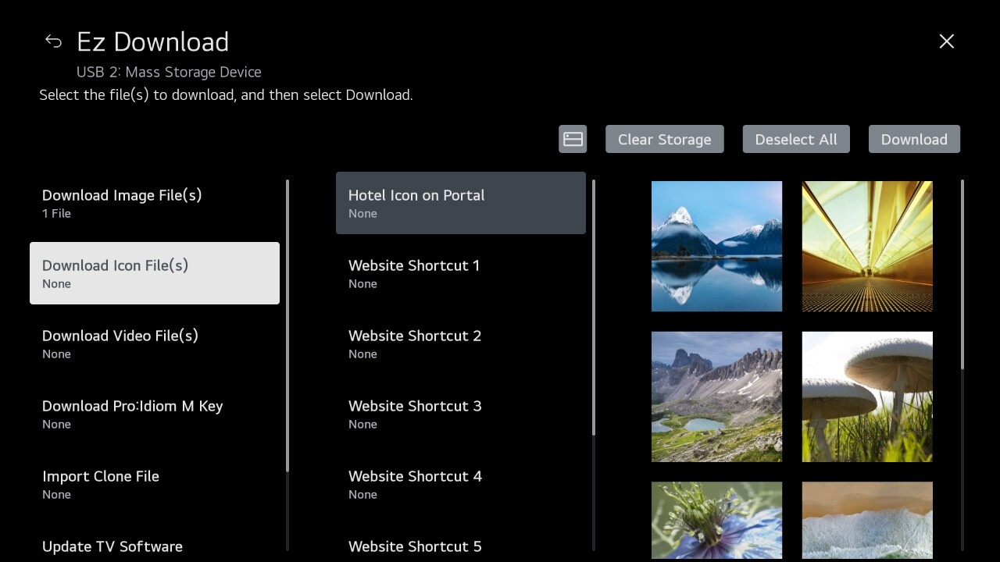 Ez Download
USB 2: Mass Storage Device
Select the file(s) to download, and then select Download.
Clear Storage
Deselect All
Download
Download Image File(s)
1 File
Download Icon File(s)
None
Download Video File(s)
None
Download Pro:Idiom M Key
None
Import Clone File
None
Update TV Software
Hotel Icon on Portal
None
Website Shortcut 1
None
Website Shortcut 2
None
Website Shortcut 3
None
Website Shortcut 4
None
Website Shortcut 5